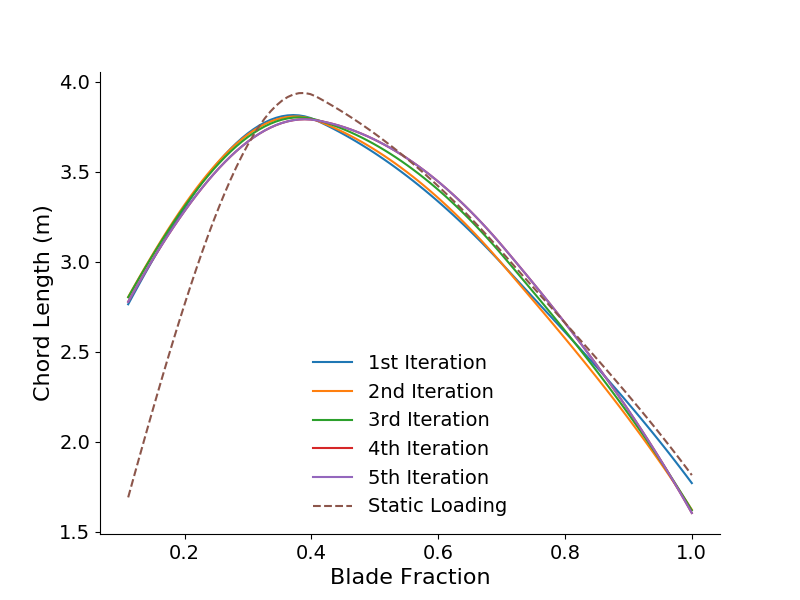 4.0
3.5
3.0
2.5
2.0
1.5
Chord Length (m)
1st Iteration
2nd Iteration
3rd Iteration
4th Iteration
5th Iteration
Static Loading
0.2 0.4 0.6 0.8 1.0
Blade Fraction